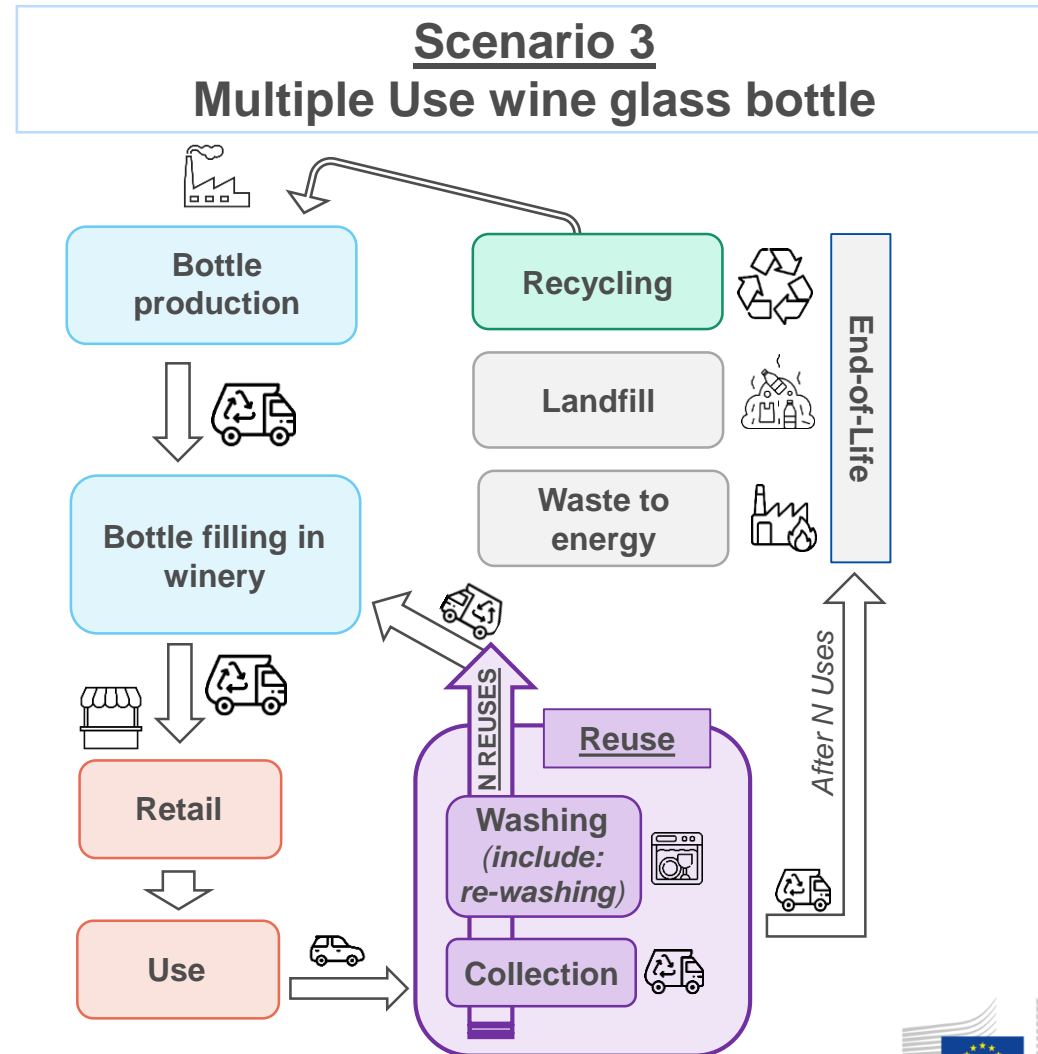 Scenario 3
Multiple Use wine glass bottle
Bottle
production
Recycling
Landfill
Waste to
energy
End-of-Life
Bottle filling in
winery
N REUSES
After N Uses
Reuse
Retail
Washing
(include:
re-washing)
Use
Collection